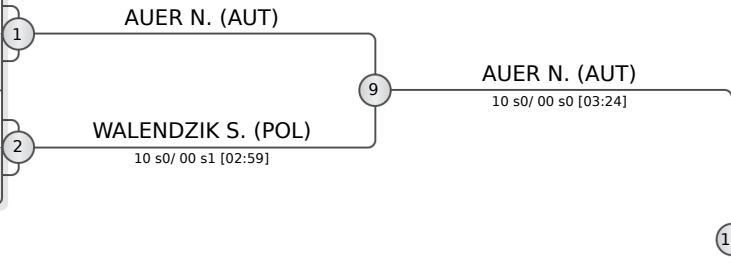 AUER N. (AUT)
1
9
AUER N. (AUT)
10 s0/ 00 s0 [03:24]
WALENDZIK S. (POL)
2
10 s0/ 00 s1 [02:59]